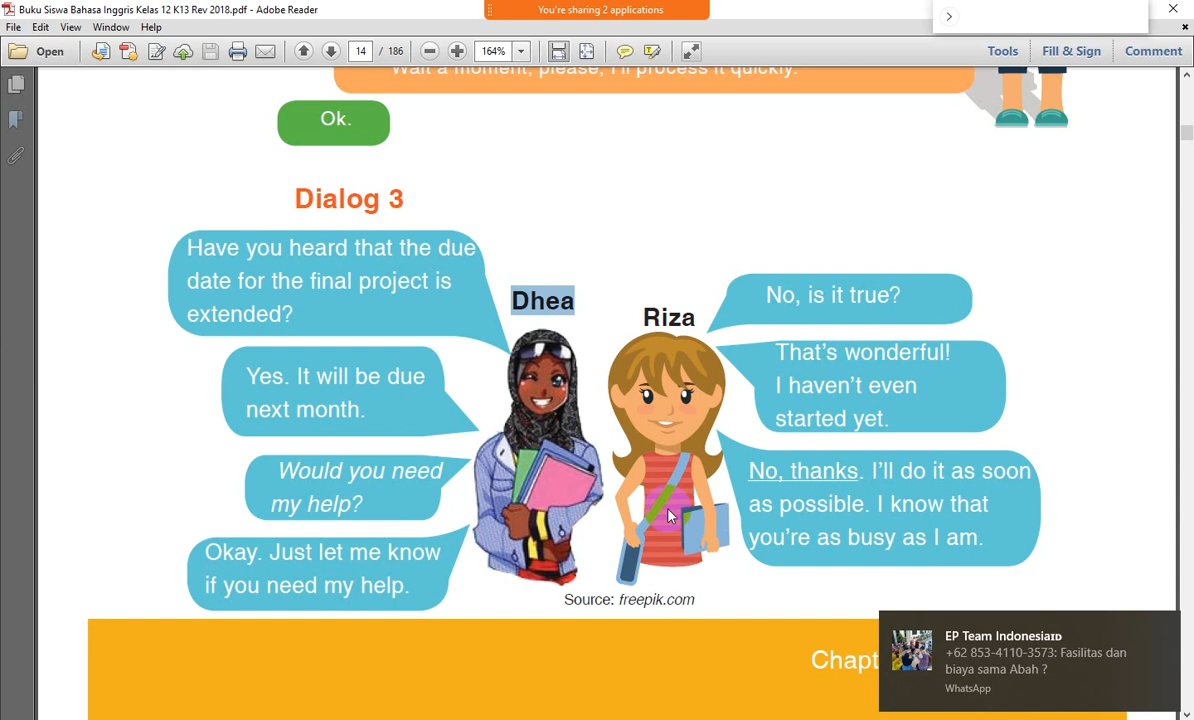 Buku Siswa Bahasa Inggris Kelas 12 K13 Rev 2018.pdf - Adobe Reader
You're sharing 2 applications
File Edit View Window Help
Open 14 / 186 164% Tools Fill & Sign Comment
Wait a moment, please, I'll process it quickly.
Ok.
Dialog 3
Have you heard that the due
date for the final project is
extended?
Dhea
Riza
No, is it true?
That's wonderful!
I haven't even
started yet.
Yes. It will be due
next month.
Would you need
my help?
No, thanks. I'll do it as soon
as possible. I know that
you're as busy as I am.
Okay. Just let me know
if you need my help.
Source: freepik.com
Chapt
EP Team Indonesia🇮🇩
+62 853-4110-3573: Fasilitas dan
biaya sama Abah ?
WhatsApp